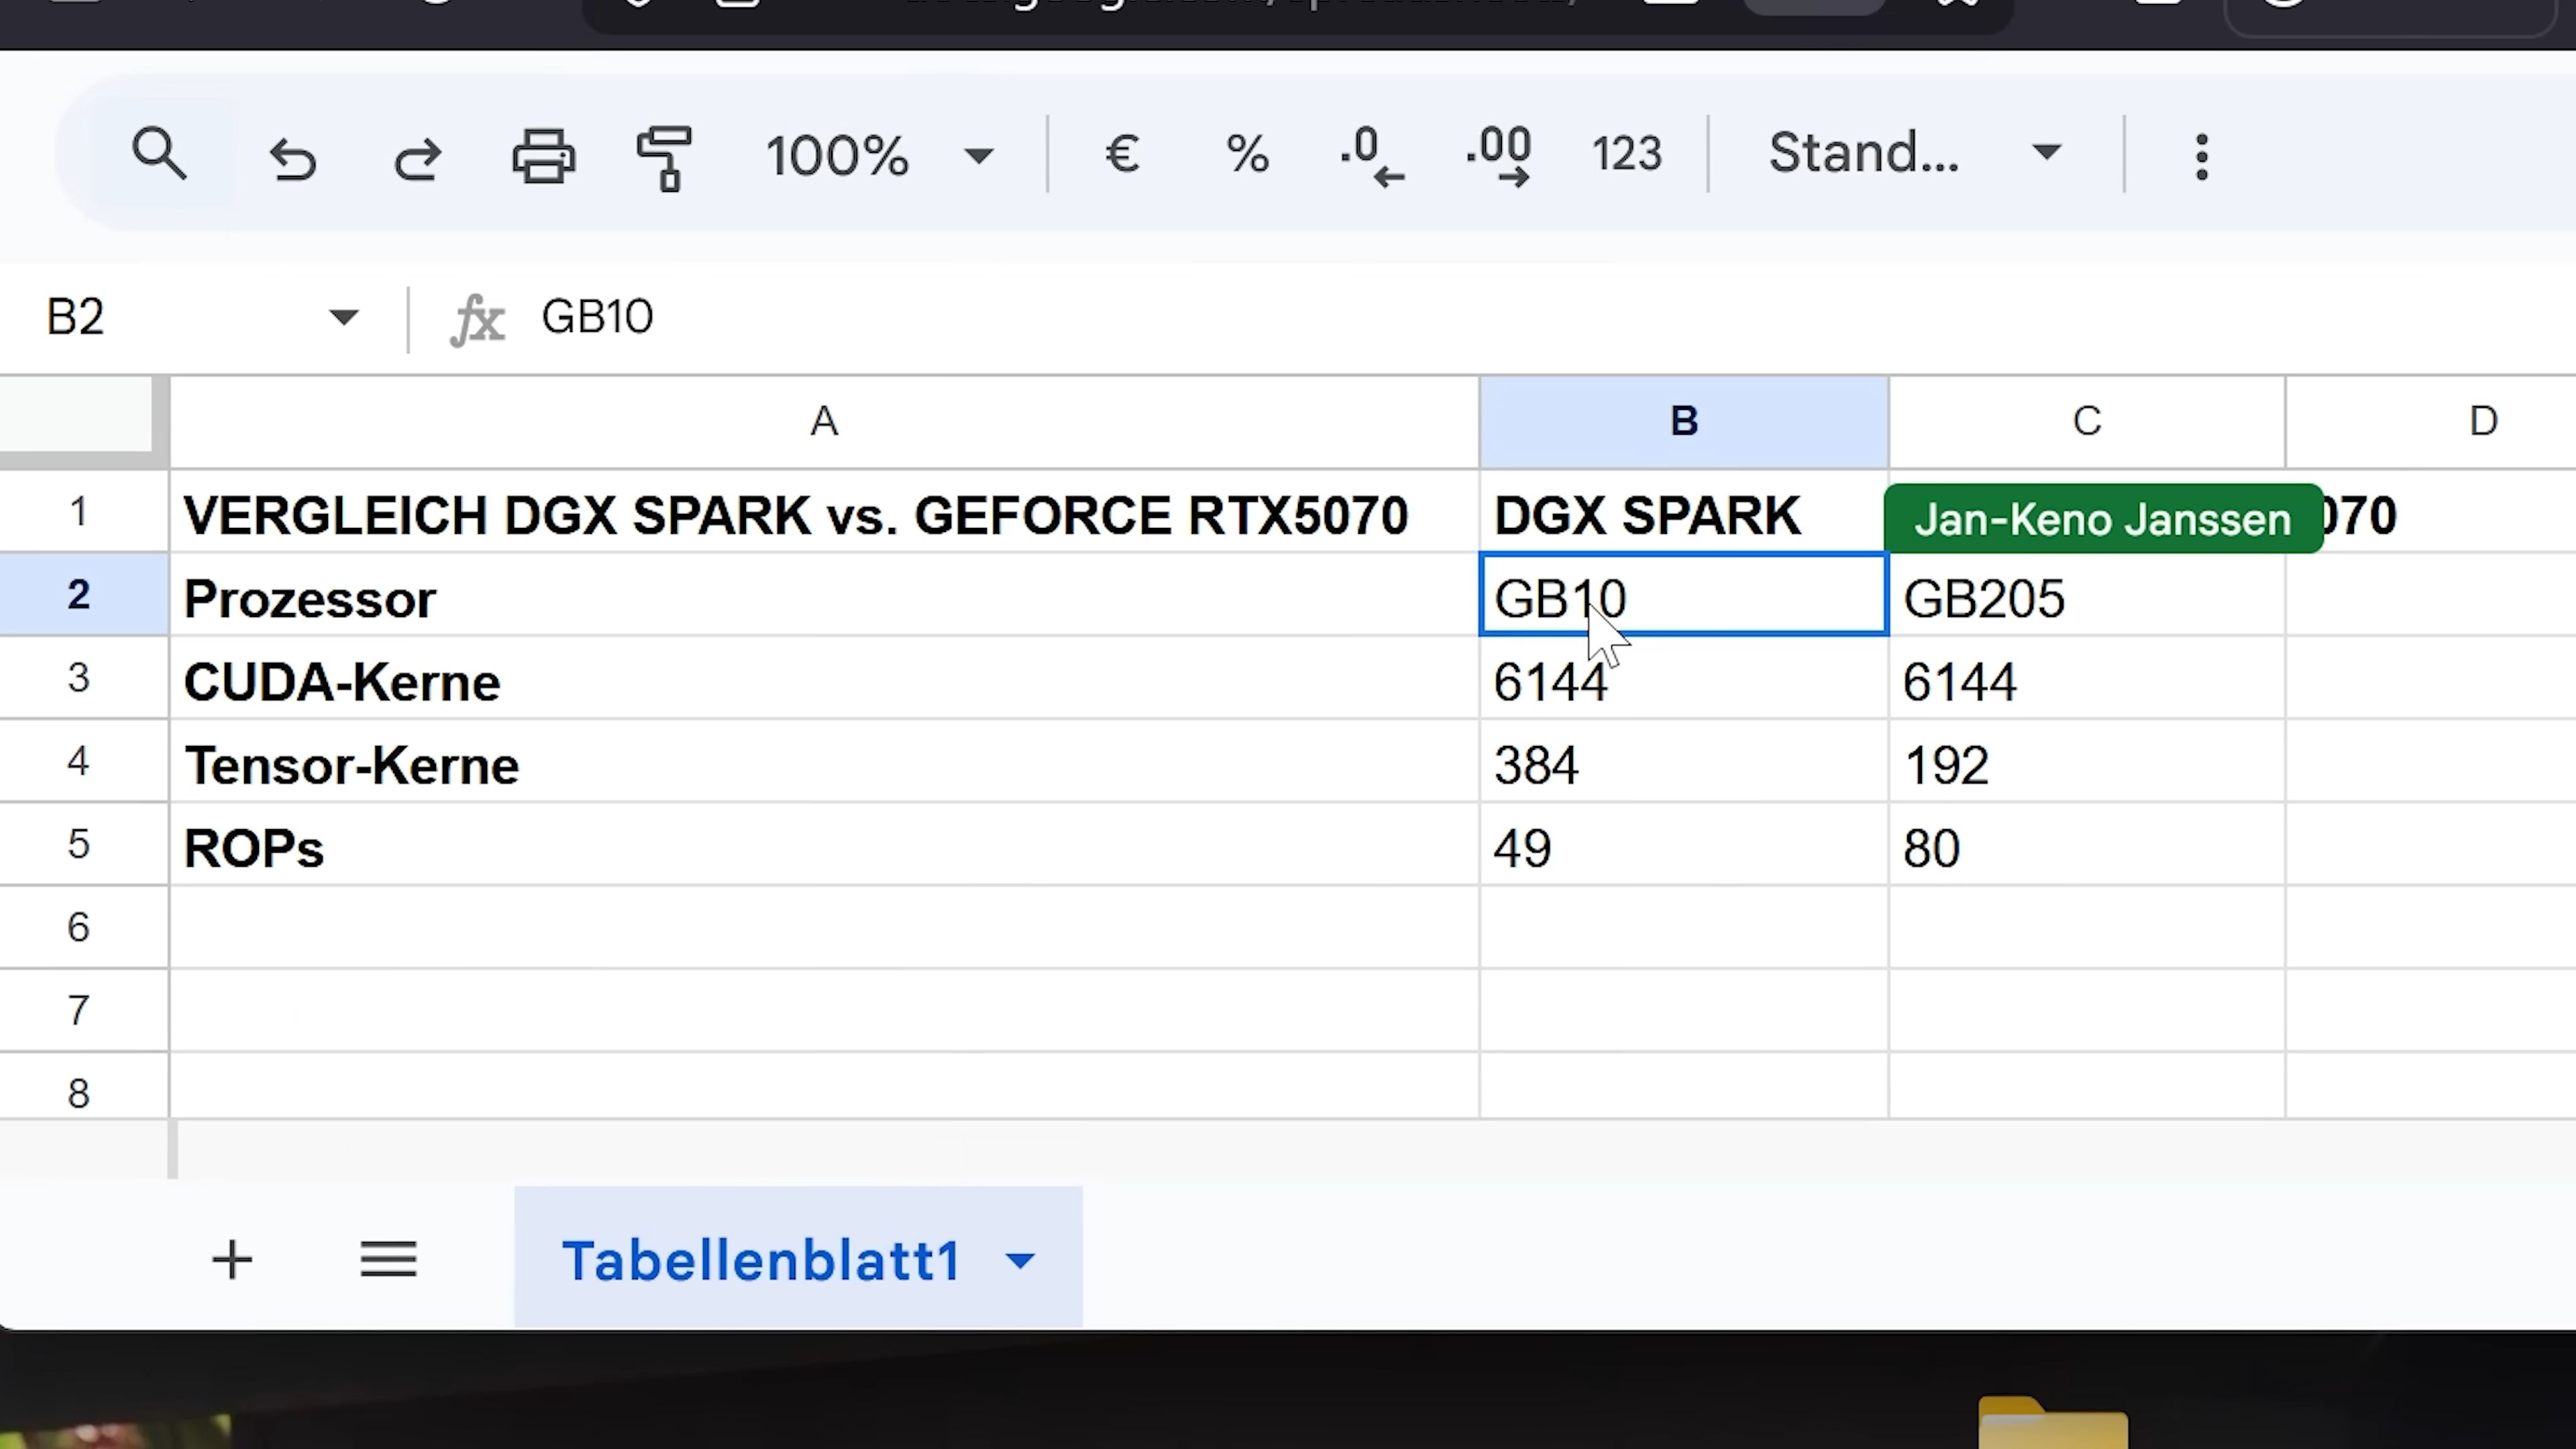 100%
€
%
.0
.00
123
Stand...
B2
fx
GB10
A
B
C
D
1
VERGLEICH DGX SPARK vs. GEFORCE RTX5070
DGX SPARK
Jan-Keno Janssen
070
2
Prozessor
GB10
GB205
3
CUDA-Kerne
6144
6144
4
Tensor-Kerne
384
192
5
ROPs
49
80
6
7
8
Tabellenblatt1